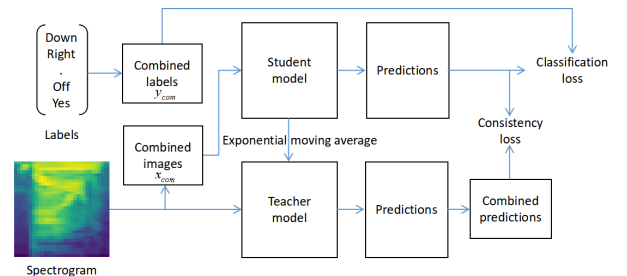 Down
Right
.
Off
Yes
Labels
Combined
labels
y_com
Student
model
Predictions
Classification
loss
Combined
images
x_com
Exponential moving average
Consistency
loss
Teacher
model
Predictions
Combined
predictions
Spectrogram